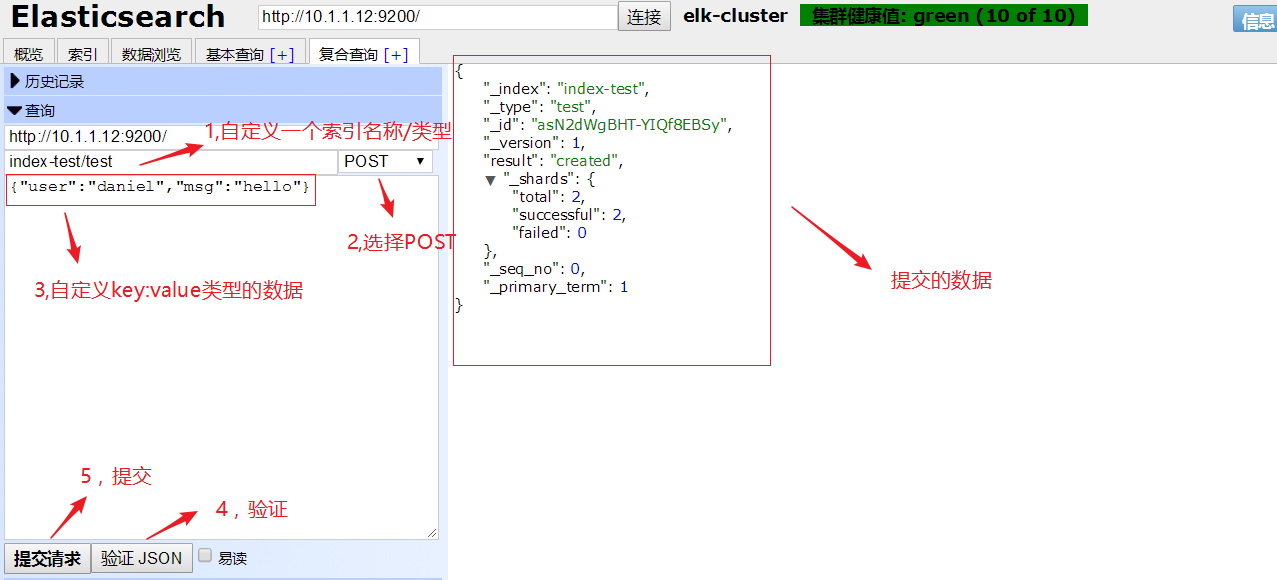 Elasticsearch http://10.1.1.12:9200/ 连接 elk-cluster 集群健康值: green (10 of 10) 信息
概览 索引 数据浏览 基本查询 [+] 复合查询 [+]
历史记录
查询
http://10.1.1.12:9200/
1,自定义一个索引名称/类型
index-test/test POST
{"user":"daniel","msg":"hello"}
2,选择POST
3,自定义key:value类型的数据
5，提交
4，验证
提交请求 验证 JSON 易读
{
"_index": "index-test",
"_type": "test",
"_id": "asN2dWgBHT-YIQf8EBSy",
"_version": 1,
"result": "created",
"_shards": {
"total": 2,
"successful": 2,
"failed": 0
},
"_seq_no": 0,
"_primary_term": 1
}
提交的数据